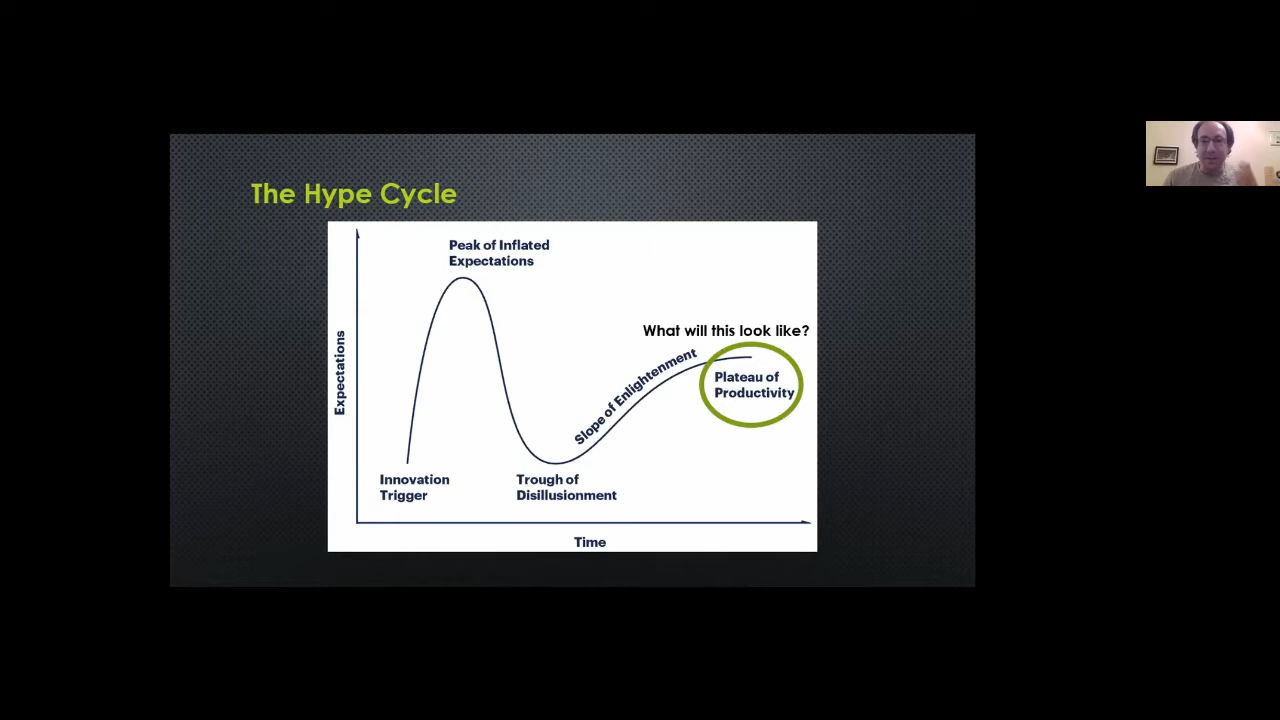 The Hype Cycle
Peak of Inflated
Expectations
What will this look like?
Slope of Enlightenment
Plateau of
Productivity
Expectations
Innovation
Trigger
Trough of
Disillusionment
Time